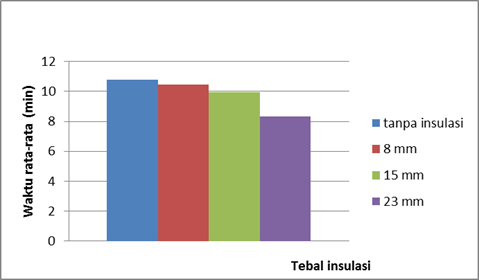 Waktu rata-rata (min)
12
10
8
6
4
2
0
tanpa insulasi
8 mm
15 mm
23 mm
Tebal insulasi